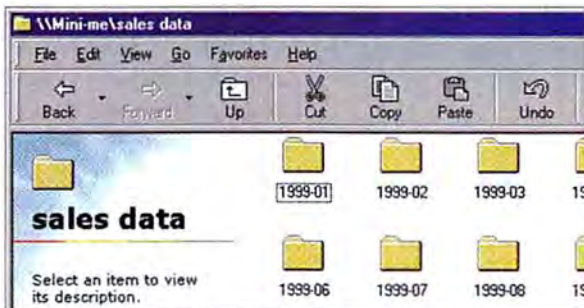 \\Mini-me\sales data
File Edit View Go Favorites Help
Back Forward Up Cut Copy Paste Undo
1999-01 1999-02 1999-03
sales data
Select an item to view
its description.
1999-06 1999-07 1999-08